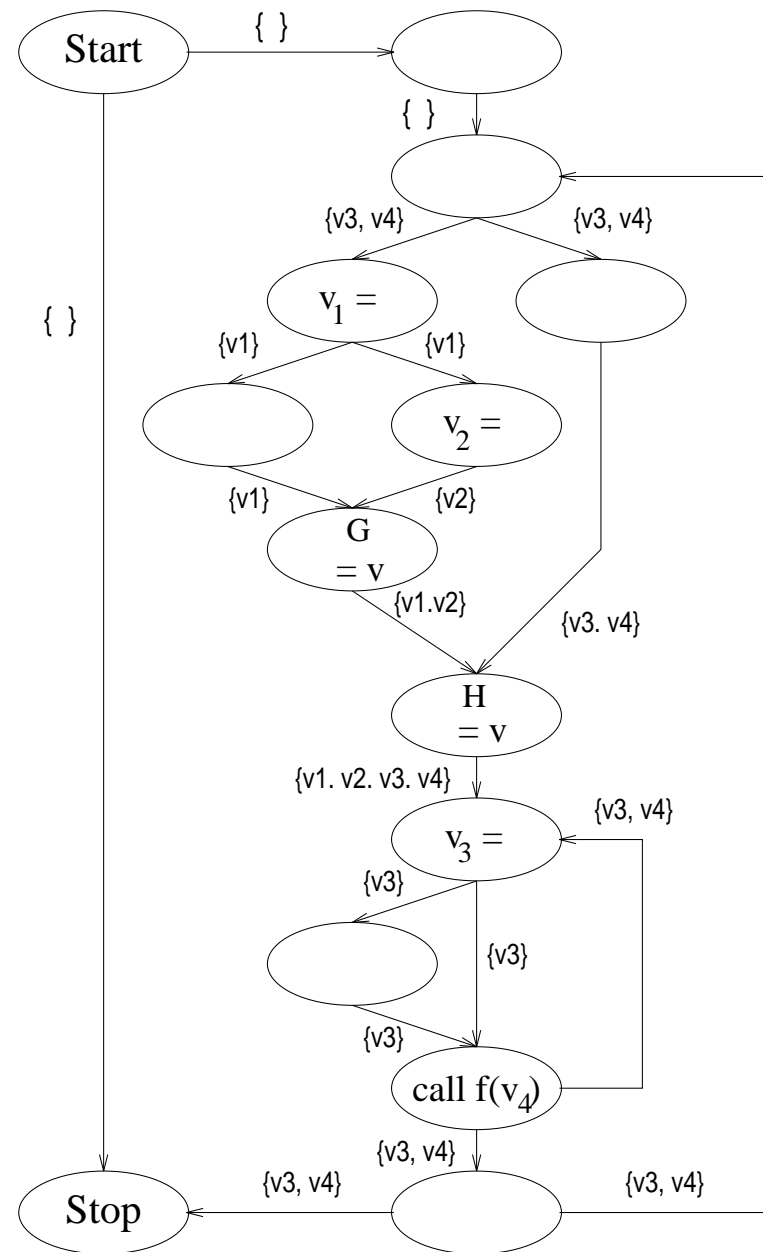 Start
{ }
{ }
{v3, v4}
{v3, v4}
{ }
v1 =
{v1}
{v1}
v2 =
{v1}
{v2}
G
= v
{v1.v2}
{v3. v4}
H
= v
{v1. v2. v3. v4}
{v3, v4}
v3 =
{v3}
{v3}
{v3}
call f(v4)
{v3, v4}
{v3, v4}
{v3, v4}
Stop